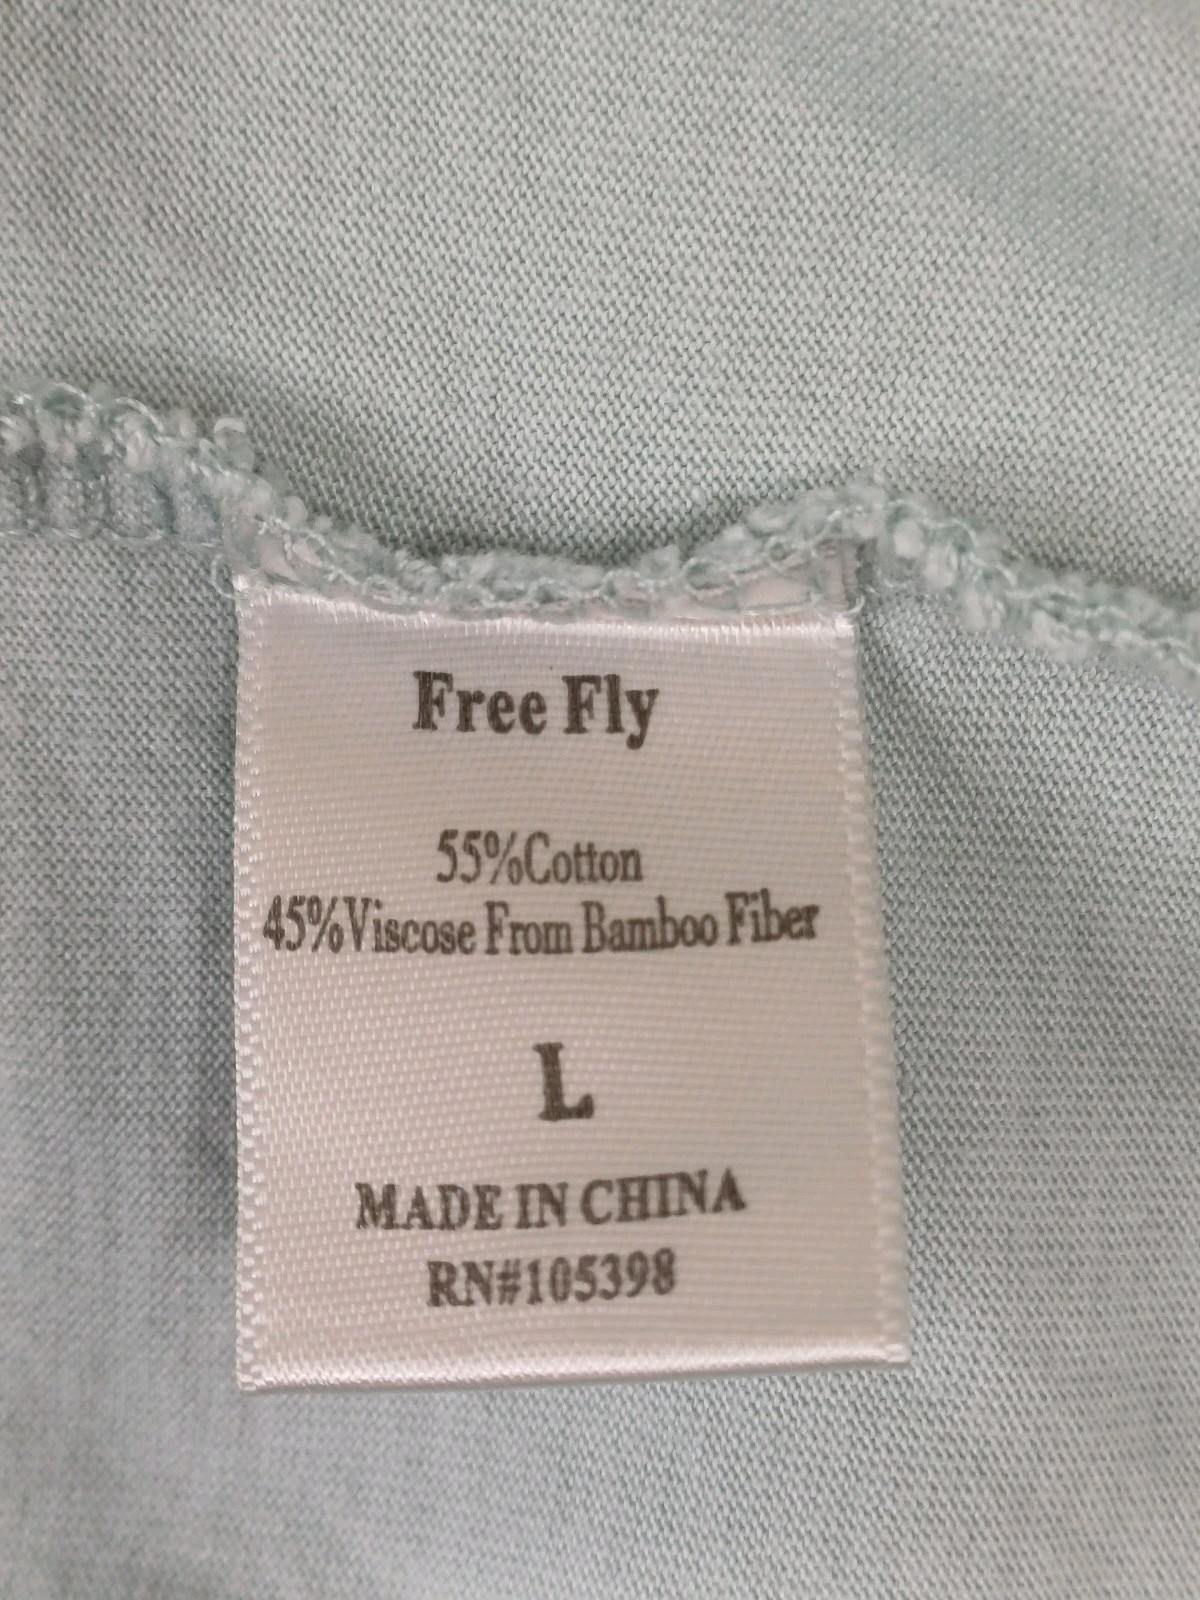 Free Fly
55%Cotton
45%Viscose From Bamboo Fiber
L
MADE IN CHINA
RN#105398